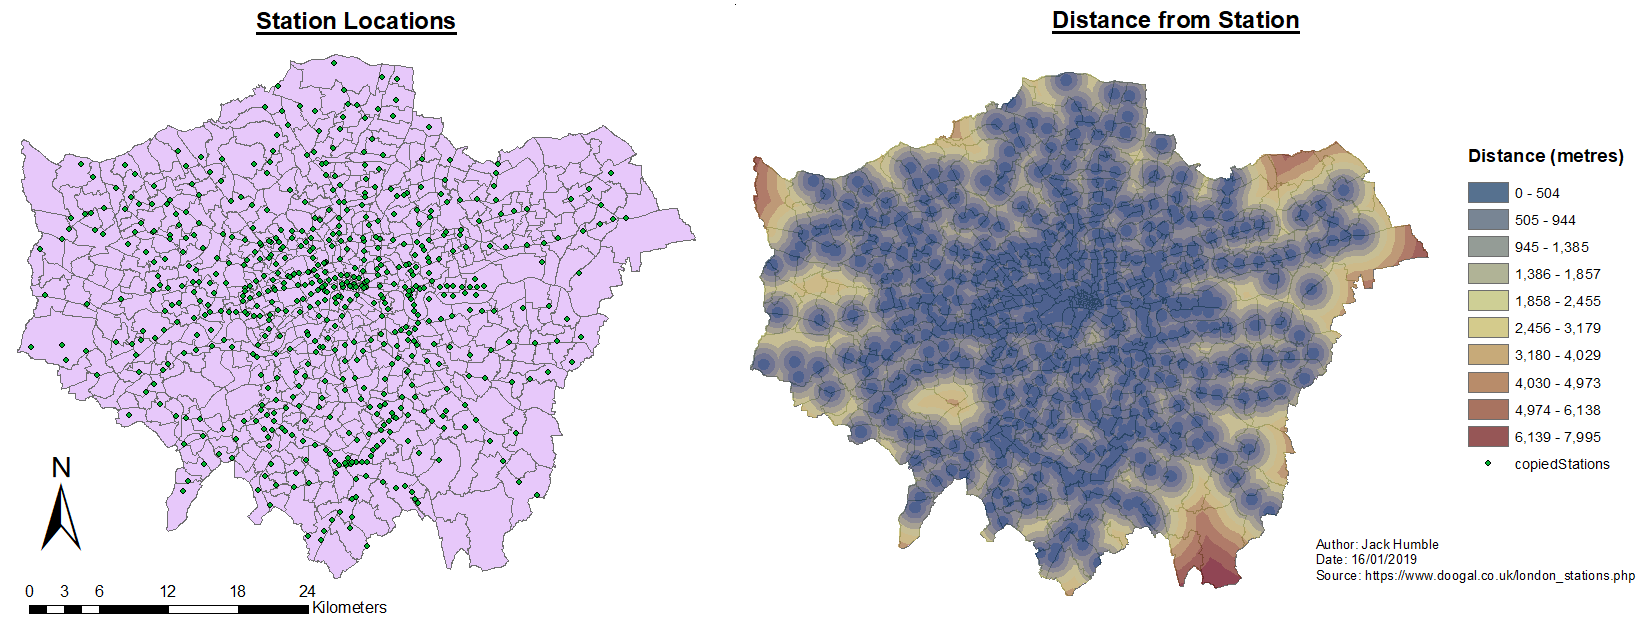 Station Locations
Distance from Station
Distance (metres)
0 - 504
505 - 944
945 - 1,385
1,386 - 1,857
1,858 - 2,455
2,456 - 3,179
3,180 - 4,029
4,030 - 4,973
4,974 - 6,138
6,139 - 7,995
copiedStations
N
0 3 6 12 18 24
Kilometers
Author: Jack Humble
Date: 16/01/2019
Source: https://www.doogal.co.uk/london_stations.php